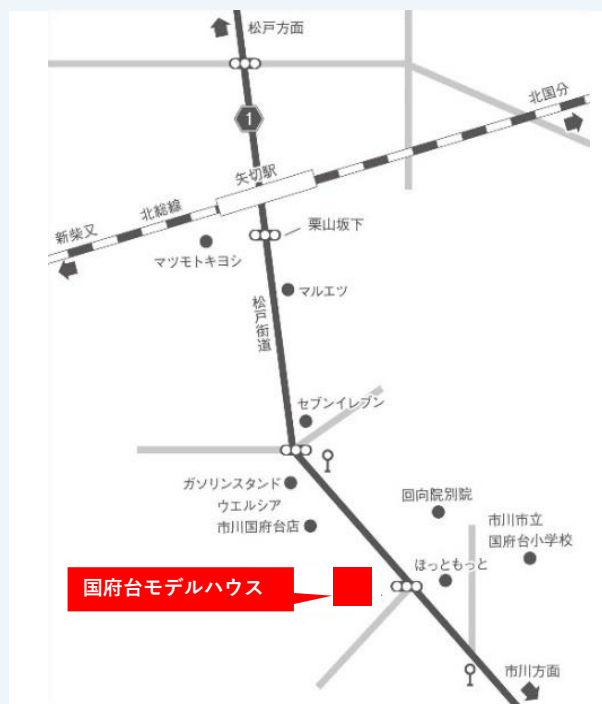 松戸方面
1
北国分
矢切駅
北総線
新柴又
栗山坂下
マツモトキヨシ
マルエツ
松戸街道
セブンイレブン
ガソリンスタンド
ウエルシア
市川国府台店
回向院別院
市川市立
国府台小学校
ほっともっと
国府台モデルハウス
市川方面